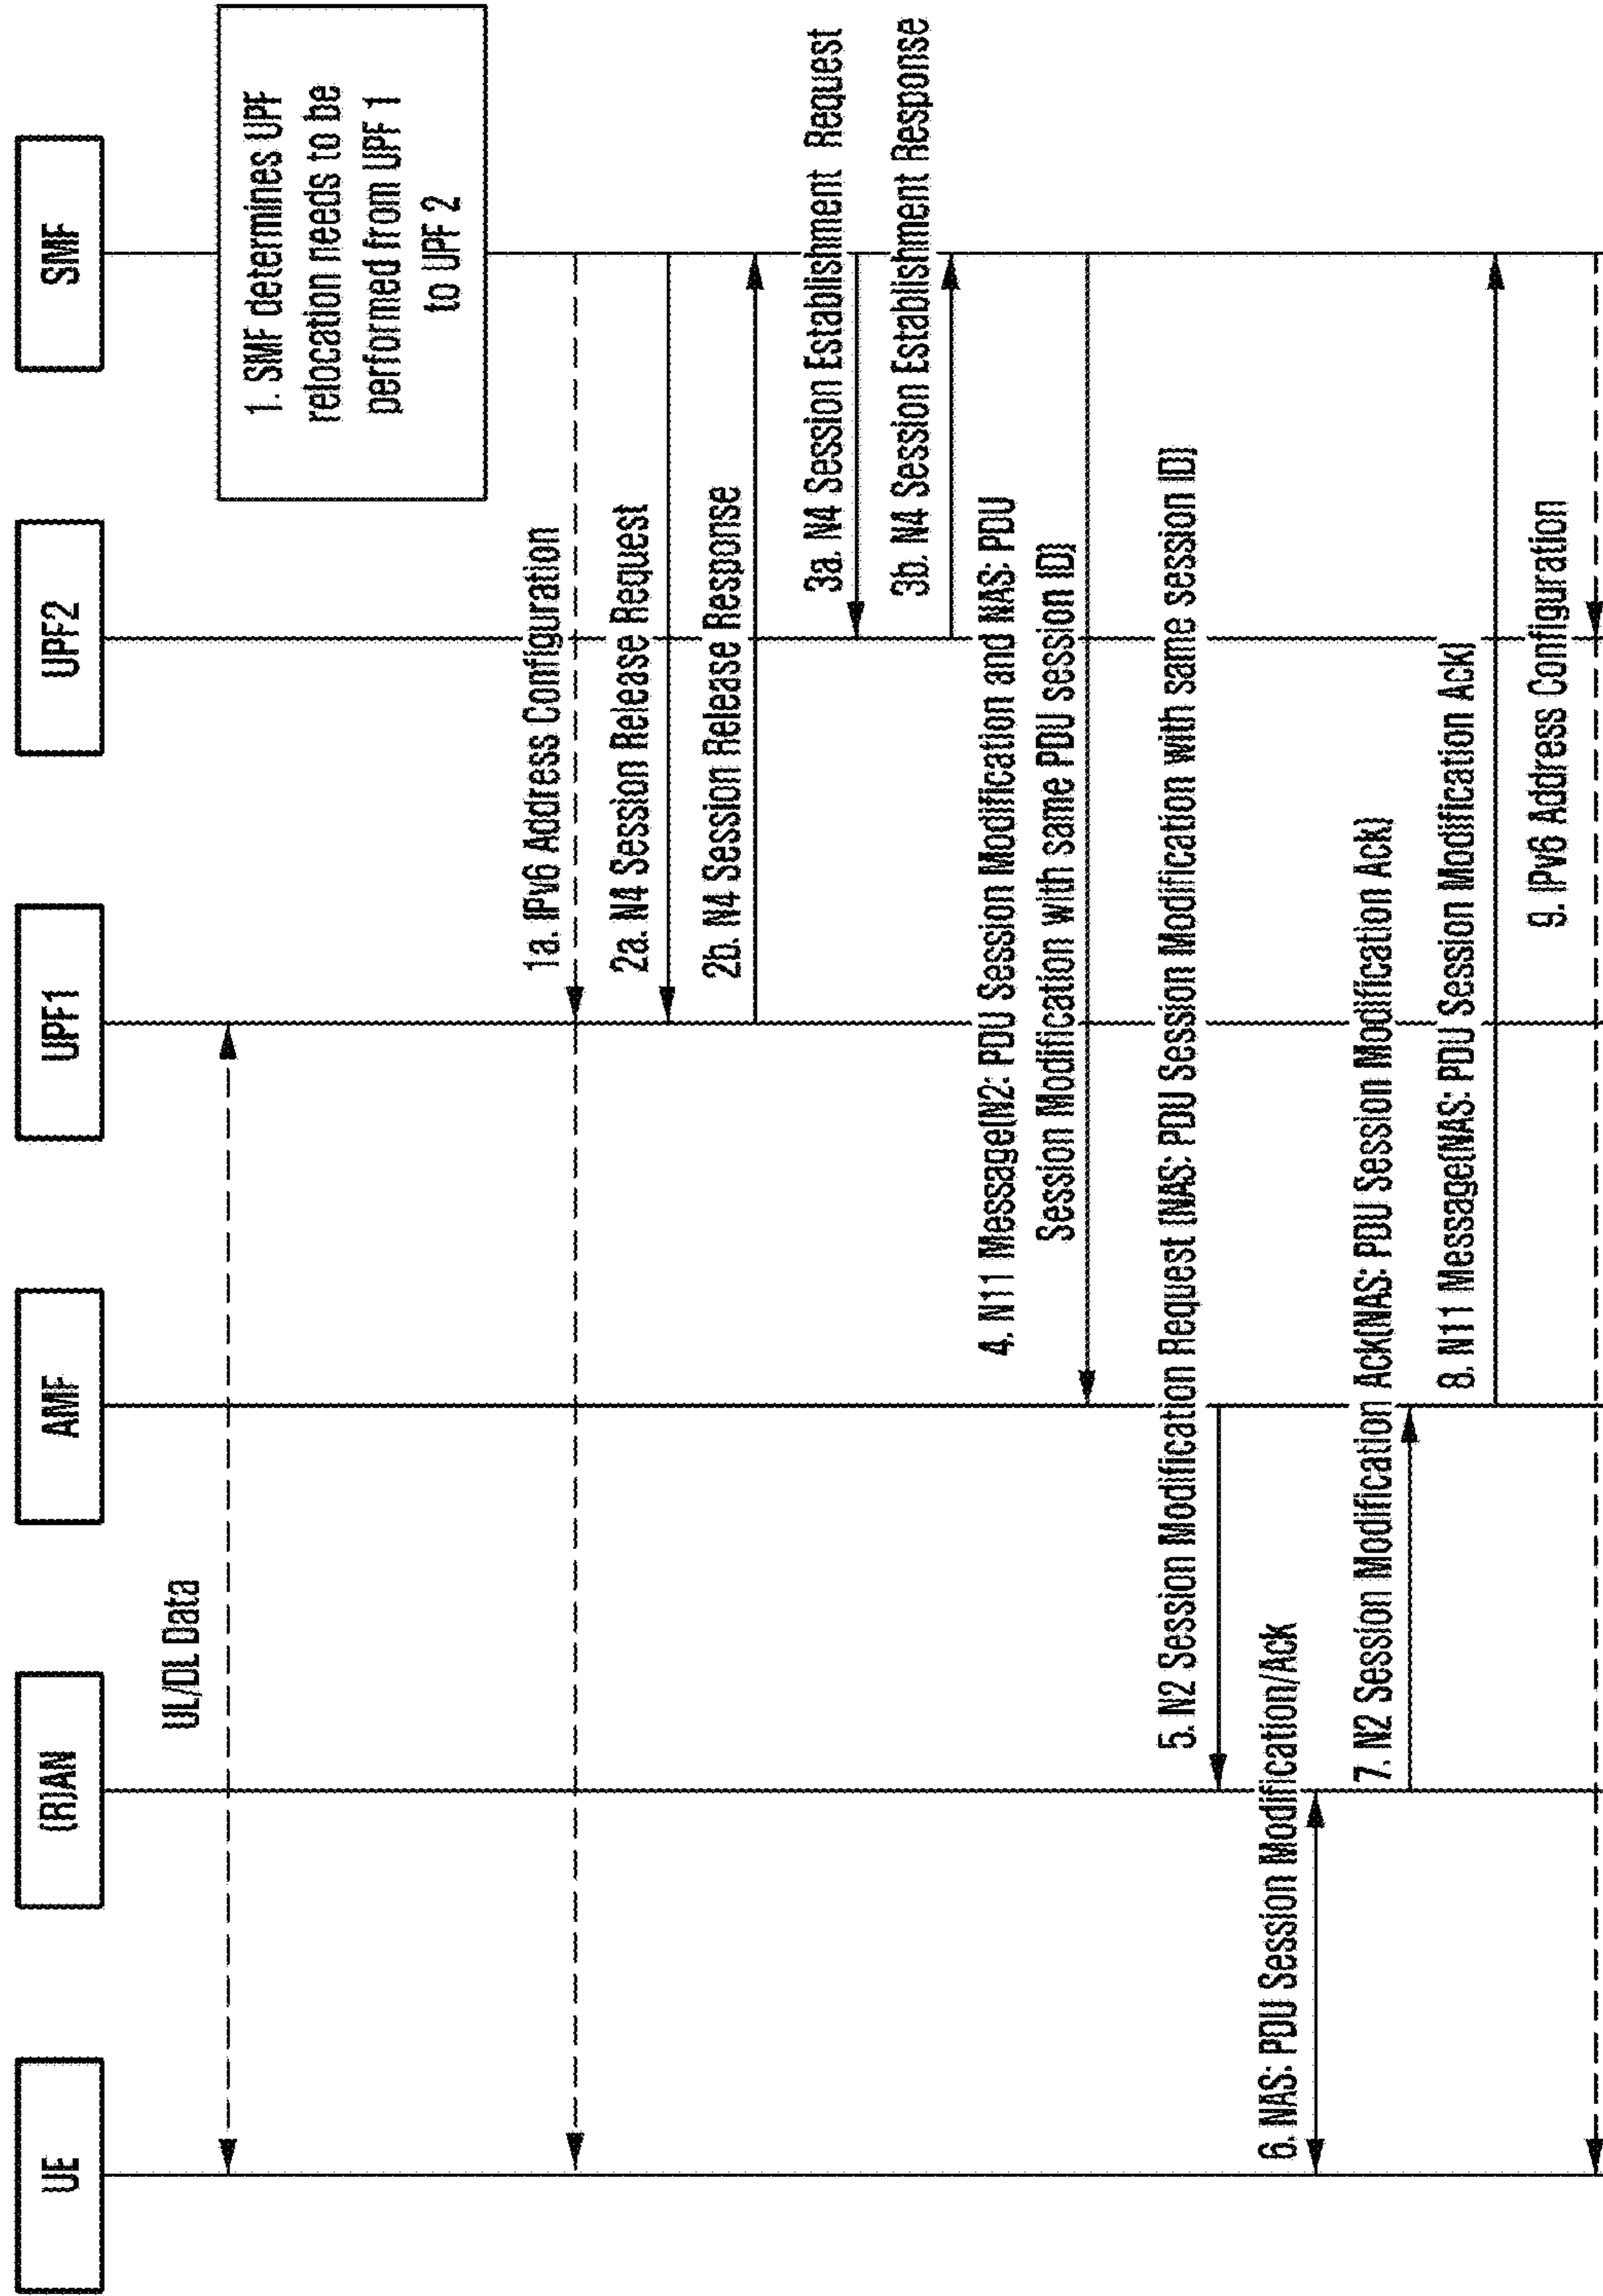 UE
(R)AN
AMF
UPF1
UPF2
SMF
UL/DL Data
1. SMF determines UPF
relocation needs to be
performed from UPF 1
to UPF 2
1a. IPv6 Address Configuration
2a. N4 Session Release Request
2b. N4 Session Release Response
3a. N4 Session Establishment Request
3b. N4 Session Establishment Response
4. N11 Message(N2: PDU Session Modification and NAS: PDU
Session Modification with same PDU session ID)
5. N2 Session Modification Request (NAS: PDU Session Modification with same session ID)
6. NAS: PDU Session Modification/Ack
7. N2 Session Modification Ack(NAS: PDU Session Modification Ack)
8. N11 Message(NAS: PDU Session Modification Ack)
9. IPv6 Address Configuration